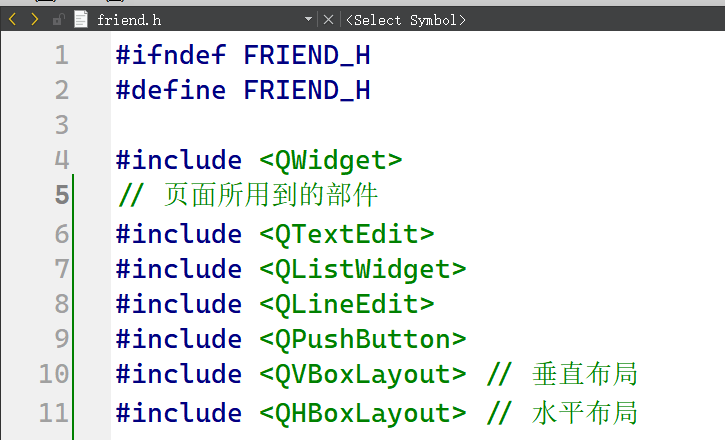 friend.h <Select Symbol>
1 #ifndef FRIEND_H
2 #define FRIEND_H
3
4 #include <QWidget>
5 // 页面所用到的部件
6 #include <QTextEdit>
7 #include <QListWidget>
8 #include <QLineEdit>
9 #include <QPushButton>
10 #include <QVBoxLayout> // 垂直布局
11 #include <QHBoxLayout> // 水平布局